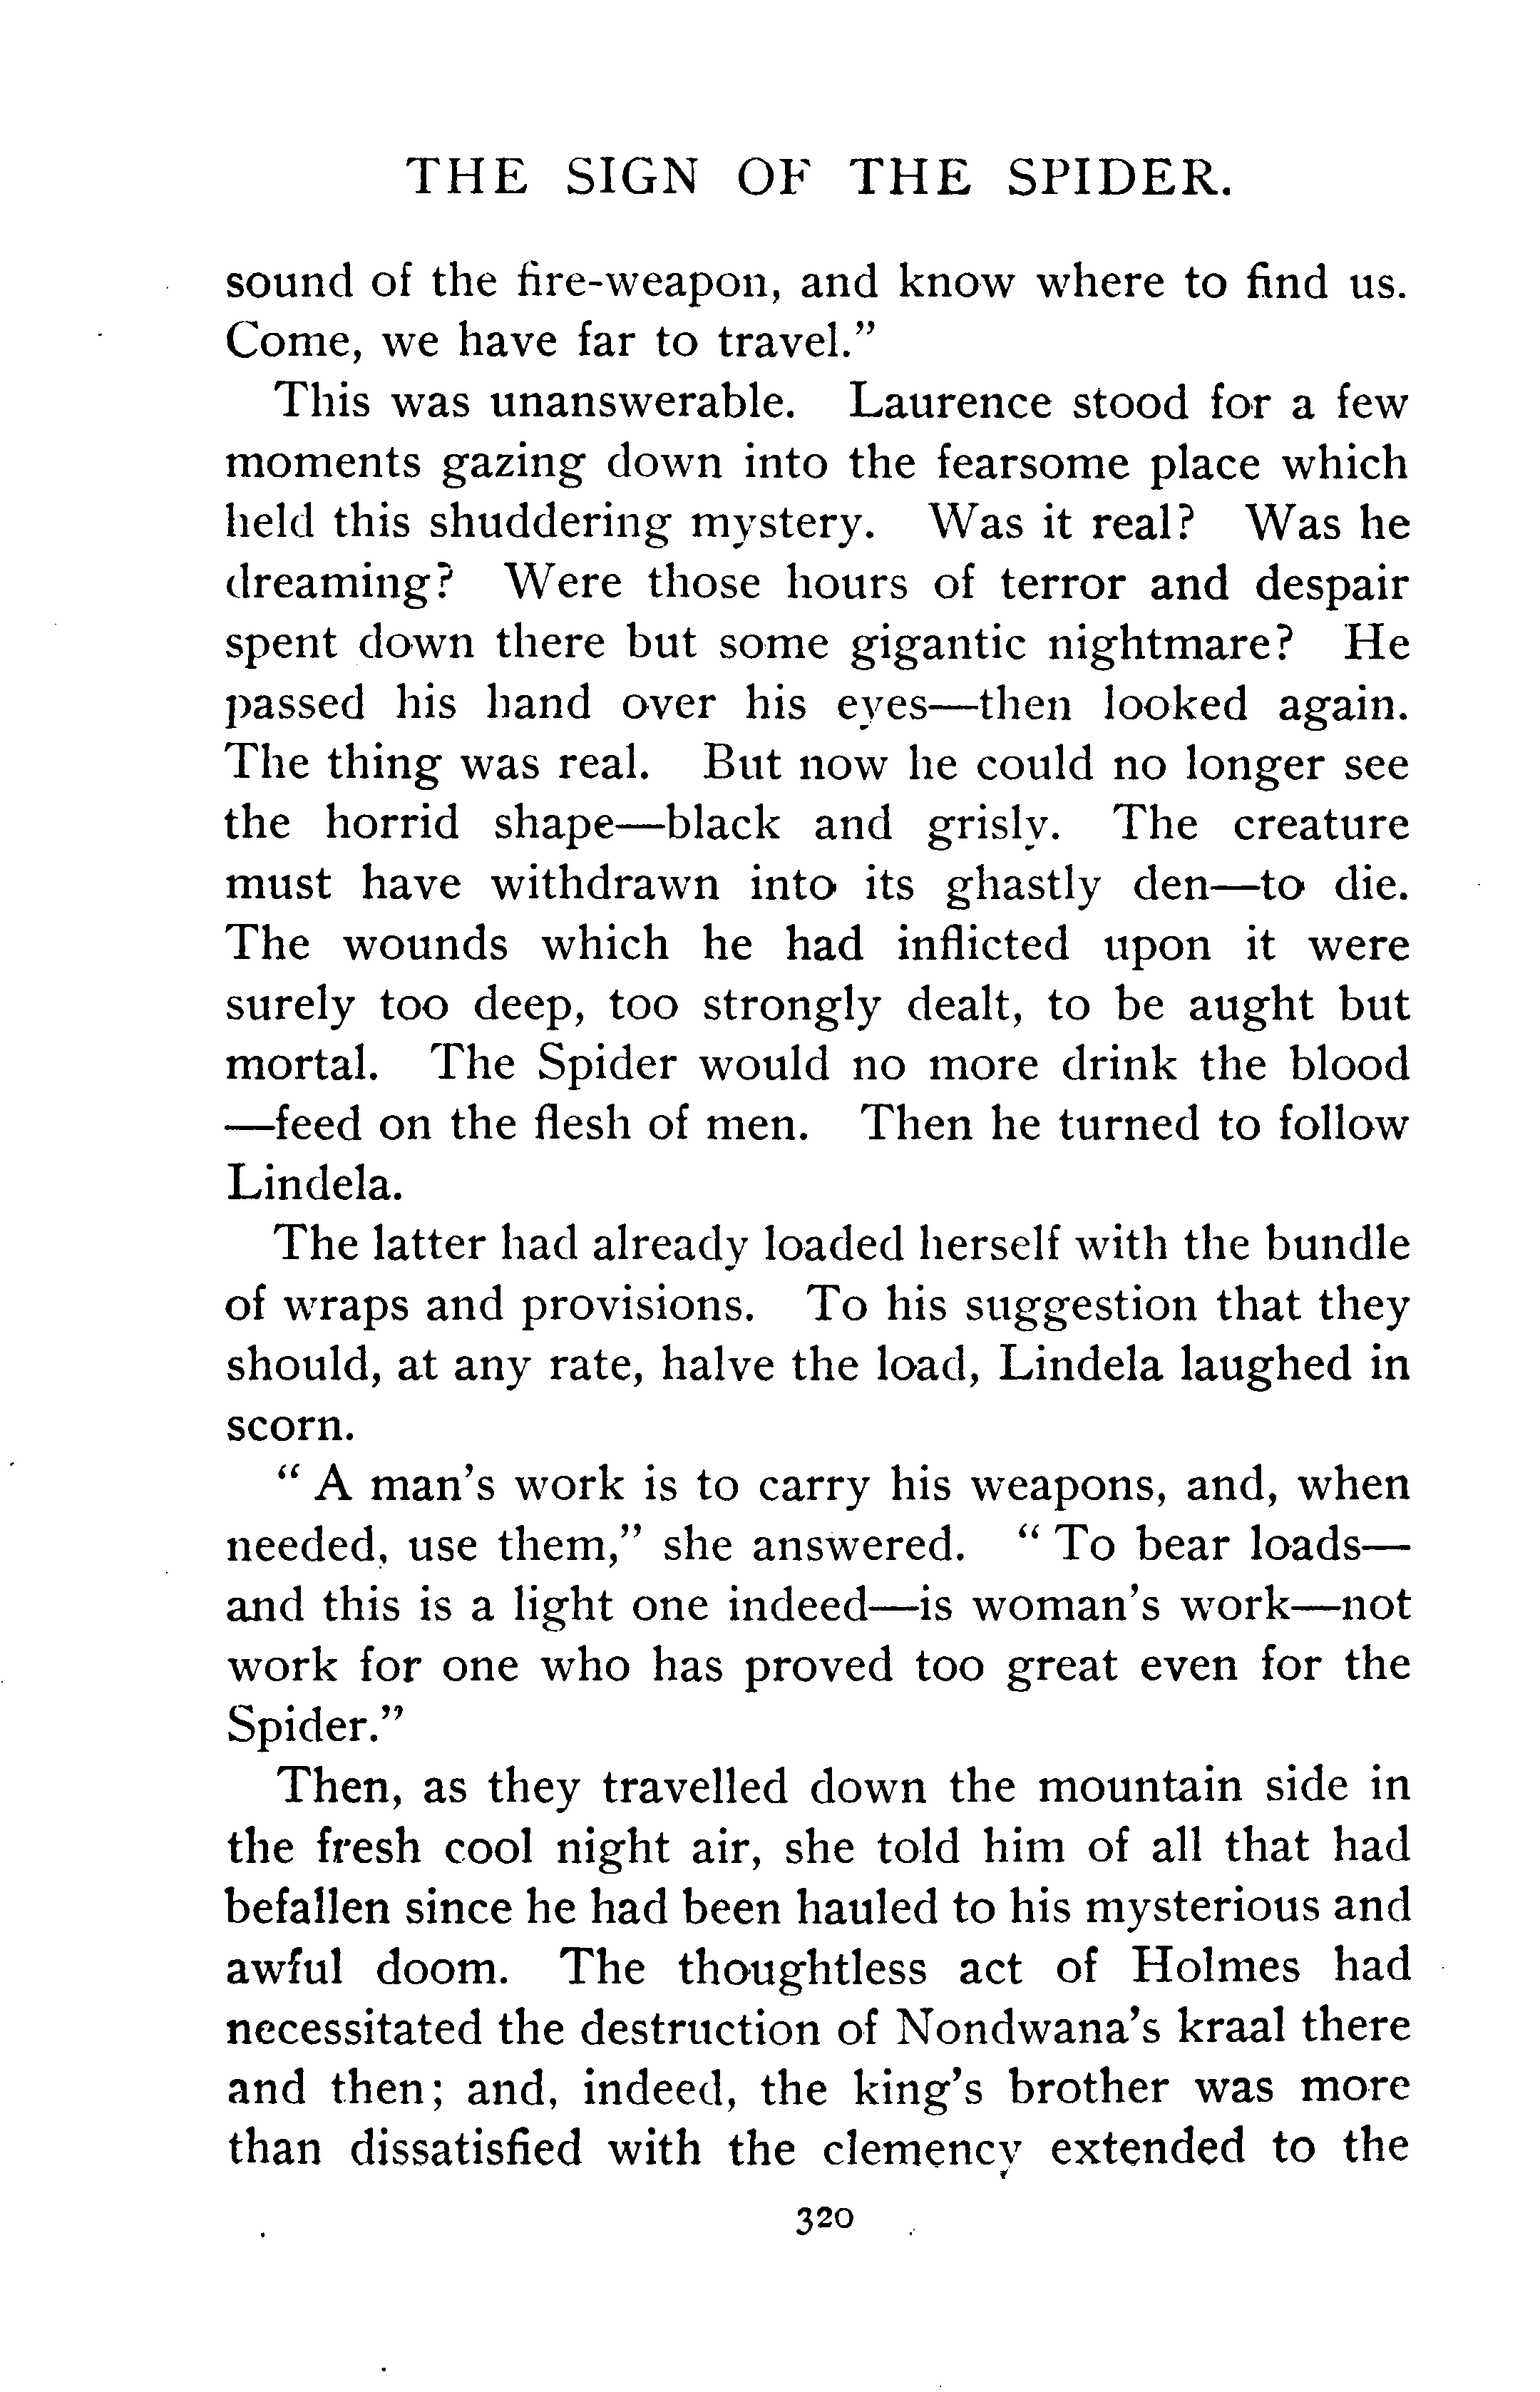 THE SIGN OF THE SPIDER.
sound of the fire-weapon, and know where to find us.
Come, we have far to travel.”
This was unanswerable. Laurence stood for a few
moments gazing down into the fearsome place which
held this shuddering mystery. Was it real? Was he
dreaming? Were those hours of terror and despair
spent down there but some gigantic nightmare? He
passed his hand over his eyes—then looked again.
The thing was real. But now he could no longer see
the horrid shape—black and grisly. The creature
must have withdrawn into its ghastly den—to die.
The wounds which he had inflicted upon it were
surely too deep, too strongly dealt, to be aught but
mortal. The Spider would no more drink the blood
—feed on the flesh of men. Then he turned to follow
Lindela.
The latter had already loaded herself with the bundle
of wraps and provisions. To his suggestion that they
should, at any rate, halve the load, Lindela laughed in
scorn.
“ A man’s work is to carry his weapons, and, when
needed, use them,” she answered. “ To bear loads—
and this is a light one indeed—is woman’s work—not
work for one who has proved too great even for the
Spider.”
Then, as they travelled down the mountain side in
the fresh cool night air, she told him of all that had
befallen since he had been hauled to his mysterious and
awful doom. The thoughtless act of Holmes had
necessitated the destruction of Nondwana’s kraal there
and then; and, indeed, the king’s brother was more
than dissatisfied with the clemency extended to the
320